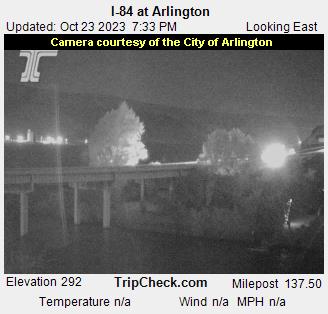 I-84 at Arlington
Updated: Oct 23 2023 7:33 PM Looking East
Camera courtesy of the City of Arlington
Elevation 292 TripCheck.com Milepost 137.50
Temperature n/a Wind n/a MPH n/a